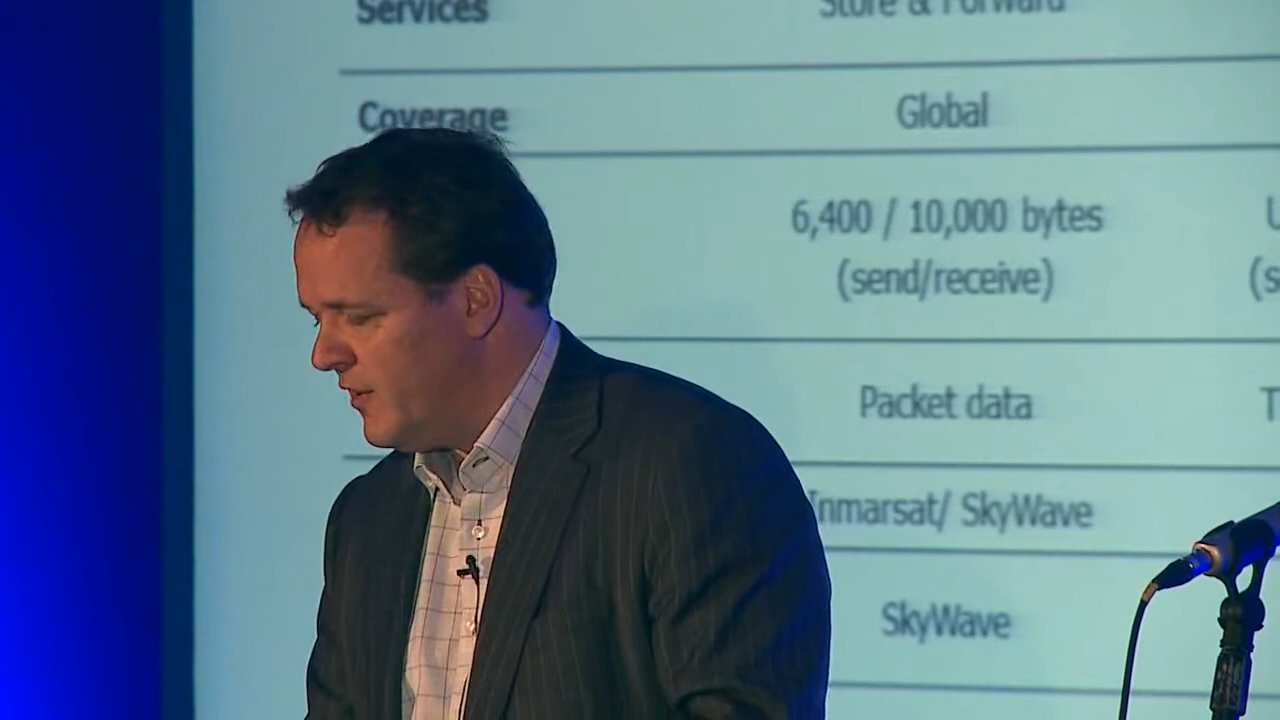 Services Store & Forward
Coverage Global
6,400 / 10,000 bytes
(send/receive)
Packet data
Inmarsat/ SkyWave
SkyWave